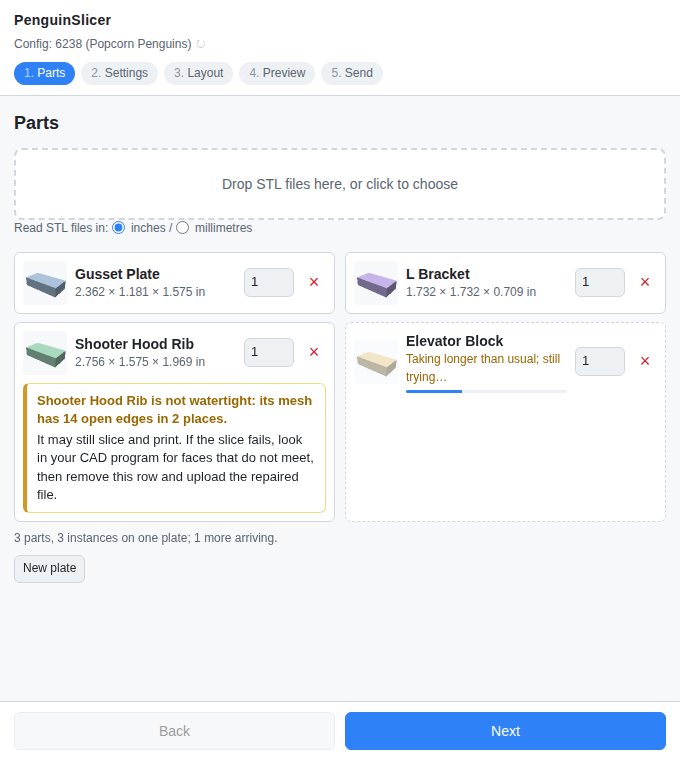 PenguinSlicer
Config: 6238 (Popcorn Penguins)
1. Parts
2. Settings
3. Layout
4. Preview
5. Send
Parts
Drop STL files here, or click to choose
Read STL files in: inches / millimetres
Gusset Plate
2.362 × 1.181 × 1.575 in
1
×
L Bracket
1.732 × 1.732 × 0.709 in
1
×
Shooter Hood Rib
2.756 × 1.575 × 1.969 in
1
×
Shooter Hood Rib is not watertight: its mesh
has 14 open edges in 2 places.
It may still slice and print. If the slice fails, look
in your CAD program for faces that do not meet,
then remove this row and upload the repaired
file.
Elevator Block
Taking longer than usual; still
trying…
1
×
3 parts, 3 instances on one plate; 1 more arriving.
New plate
Back
Next